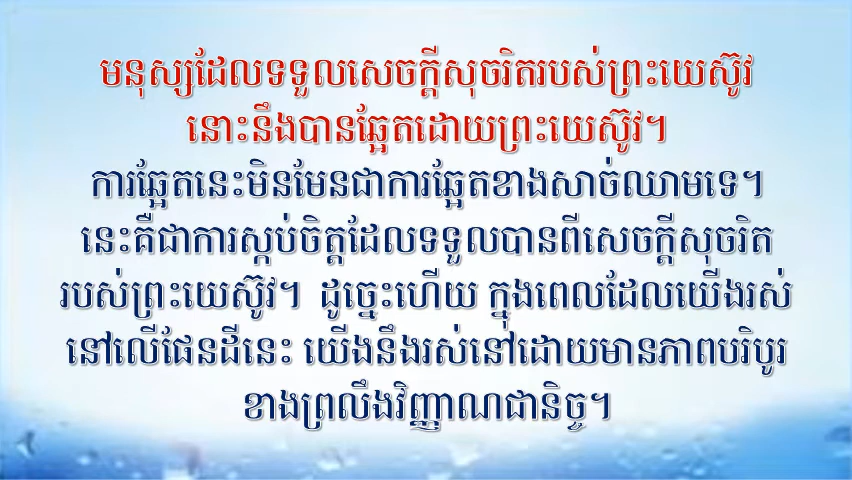 មនុស្សដែលទទួលសេចក្ដីសុចរិតរបស់ព្រះយេស៊ូវ
នោះនឹងបានឆ្អែតដោយព្រះយេស៊ូវ។
ការឆ្អែតនេះមិនមែនជាការឆ្អែតខាងសាច់ឈាមទេ។
នេះគឺជាការស្កប់ចិត្តដែលទទួលបានពីសេចក្ដីសុចរិត
របស់ព្រះយេស៊ូវ។ ដូច្នេះហើយ ក្នុងពេលដែលយើងរស់
នៅលើផែនដីនេះ យើងនឹងរស់នៅដោយមានភាពបរិបូរ
ខាងព្រលឹងវិញ្ញាណជានិច្ច។